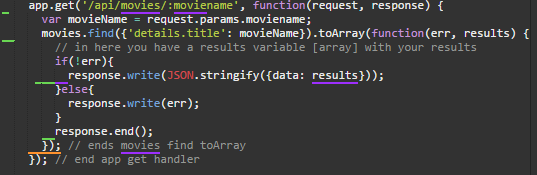 app.get('/api/movies/:moviename', function(request, response) {
var movieName = request.params.moviename;
movies.find({'details.title': movieName}).toArray(function(err, results) {
// in here you have a results variable [array] with your results
if(!err){
response.write(JSON.stringify({data: results}));
}else{
response.write(err);
}
response.end();
}); // ends movies find toArray
}); // end app get handler